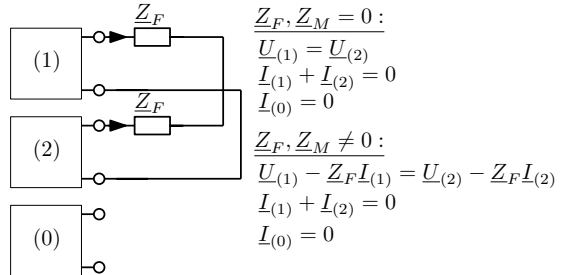 Z_F
(1)
Z_F
(2)
(0)
Z_F, Z_M = 0 :
U_(1) = U_(2)
I_(1) + I_(2) = 0
I_(0) = 0
Z_F, Z_M ≠ 0 :
U_(1) − Z_F I_(1) = U_(2) − Z_F I_(2)
I_(1) + I_(2) = 0
I_(0) = 0